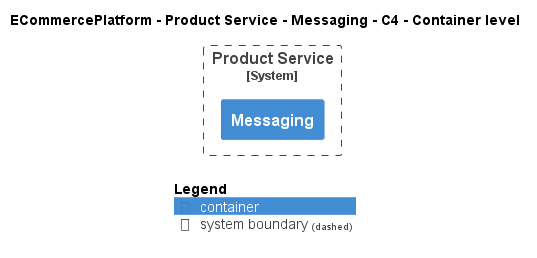 ECommercePlatform - Product Service - Messaging - C4 - Container level
Product Service
[System]
Messaging
Legend
container
system boundary (dashed)